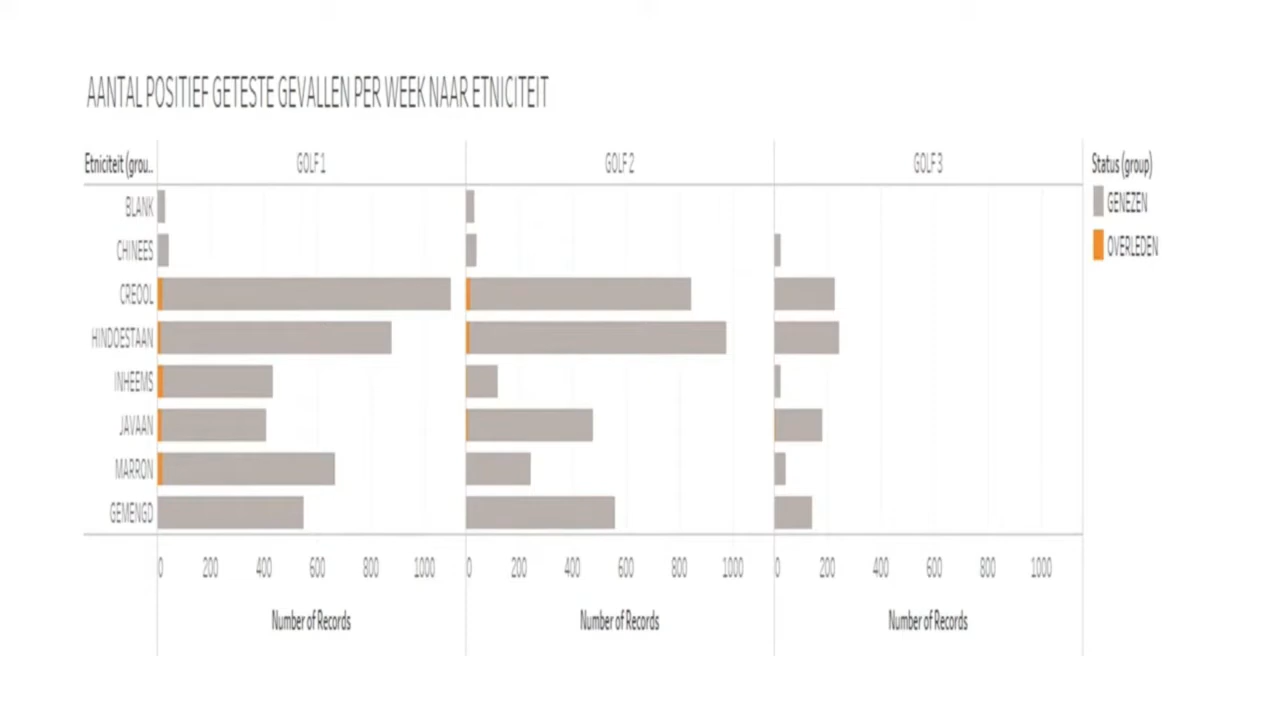 AANTAL POSITIEF GETESTE GEVALLEN PER WEEK NAAR ETNICITEIT
Etniciteit (grou.. GOLF 1 GOLF 2 GOLF 3
BLANK
CHINEES
CREOOL
HINDOESTAAN
INHEEMS
JAVAAN
MARRON
GEMENGD
0 200 400 600 800 1000 0 200 400 600 800 1000 0 200 400 600 800 1000
Number of Records Number of Records Number of Records
Status (group)
GENEZEN
OVERLEDEN